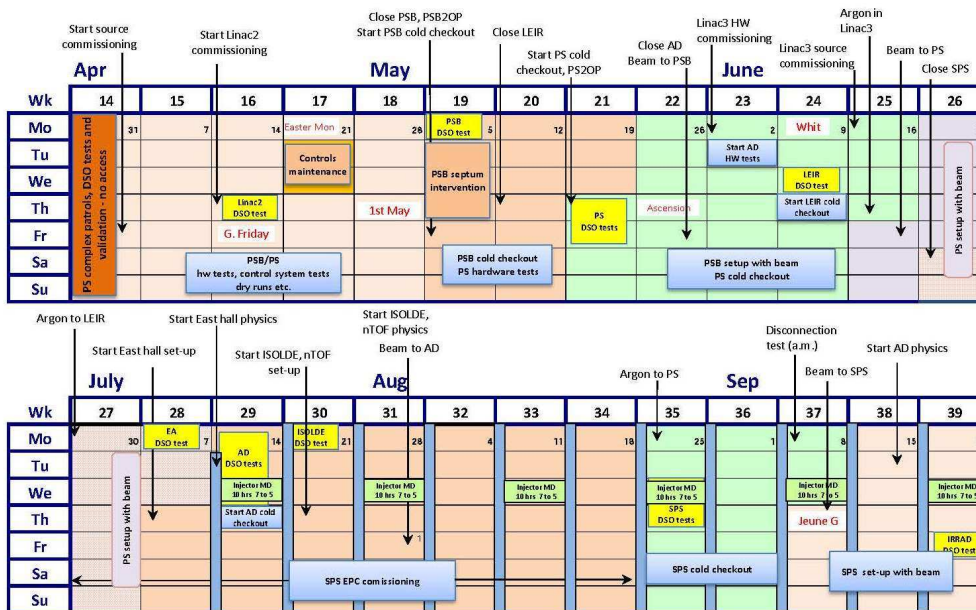 Start source
commissioning
Start Linac2
commissioning
Close PSB, PSB2OP
Start PSB cold checkout
Close LEIR
Start PS cold
checkout, PS2OP
Close AD
Beam to PSB
Linac3 HW
commissioning
Linac3 source
commissioning
Argon in
Linac3
Beam to PS
Close SPS
Apr May June
Wk 14 15 16 17 18 19 20 21 22 23 24 25 26
Mo 31 7 14 Easter Mon 21 28 PSB 5 12 19 26 2 Whit 9 16
DSO test
Tu
We
Th
Fr
Sa
Su
PS complex patrols, DSO tests and
validation - no access
Controls
maintenance
PSB septum
intervention
Start AD
HW tests
LEIR
DSO test
Start LEIR cold
checkout
Linac2
DSO test
1st May
PS
DSO tests
Ascension
G. Friday
PSB/PS
hw tests, control system tests
dry runs etc.
PSB cold checkout
PS hardware tests
PSB setup with beam
PS cold checkout
PS setup with beam
Argon to LEIR
Start East hall set-up
Start East hall physics
Start ISOLDE, nTOF
set-up
Start ISOLDE,
nTOF physics
Beam to AD
Argon to PS
Disconnection
test (a.m.)
Beam to SPS
Start AD physics
July Aug Sep
Wk 27 28 29 30 31 32 33 34 35 36 37 38 39
Mo 30 EA 7 14 ISOLDE 21 28 4 11 18 25 1 8 15
DSO test
DSO test
Tu
We
Th
Fr
Sa
Su
AD
DSO tests
Injector MD
10 hrs 7 to 5
Injector MD
10 hrs 7 to 5
Injector MD
10 hrs 7 to 5
Injector MD
10 hrs 7 to 5
Injector MD
10 hrs 7 to 5
Injector MD
10 hrs 7 to 5
Start AD cold
checkout
SPS
DSO tests
Jeune G
1
IRRAD
DSO test
PS setup with beam
SPS EPC comissioning
SPS cold checkout
SPS set-up with beam